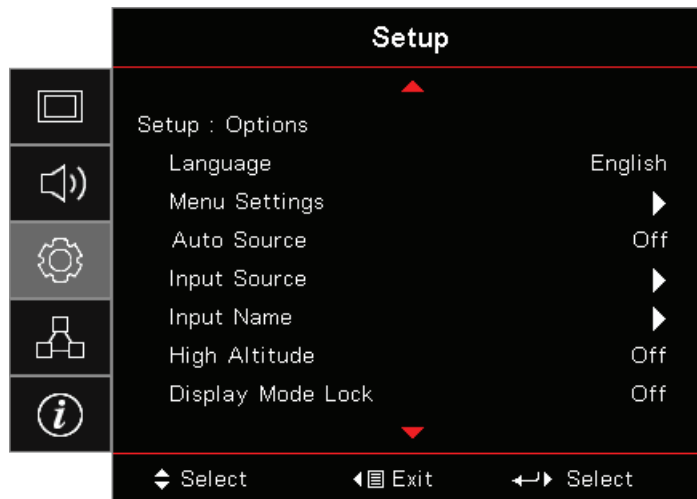 Setup
Setup : Options
Language English
Menu Settings
Auto Source Off
Input Source
Input Name
High Altitude Off
Display Mode Lock Off
Select Exit Select